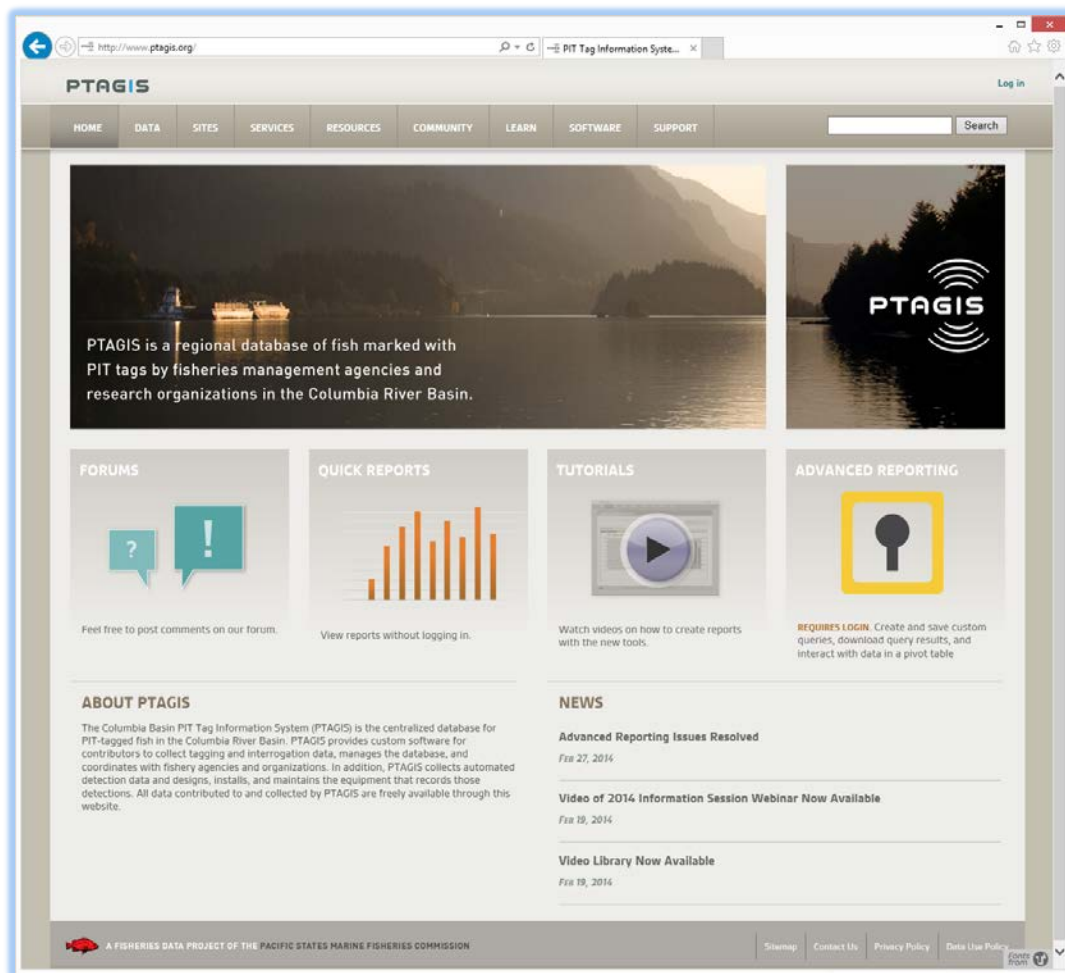 http://www.ptagis.org/
PIT Tag Information Syste...
PTAGIS
Log in
HOME
DATA
SITES
SERVICES
RESOURCES
COMMUNITY
LEARN
SOFTWARE
SUPPORT
Search
PTAGIS is a regional database of fish marked with
PIT tags by fisheries management agencies and
research organizations in the Columbia River Basin.
PTAGIS
FORUMS
?
!
Feel free to post comments on our forum.
QUICK REPORTS
View reports without logging in.
TUTORIALS
Watch videos on how to create reports
with the new tools.
ADVANCED REPORTING
REQUIRES LOGIN. Create and save custom
queries, download query results, and
interact with data in a pivot table
ABOUT PTAGIS
The Columbia Basin PIT Tag Information System (PTAGIS) is the centralized database for
PIT-tagged fish in the Columbia River Basin. PTAGIS provides custom software for
contributors to collect tagging and interrogation data, manages the database, and
coordinates with fishery agencies and organizations. In addition, PTAGIS collects automated
detection data and designs, installs, and maintains the equipment that records those
detections. All data contributed to and collected by PTAGIS are freely available through this
website.
NEWS
Advanced Reporting Issues Resolved
Feb 27, 2014
Video of 2014 Information Session Webinar Now Available
Feb 19, 2014
Video Library Now Available
Feb 19, 2014
A FISHERIES DATA PROJECT OF THE PACIFIC STATES MARINE FISHERIES COMMISSION
Sitemap
Contact Us
Privacy Policy
Data Use Policy
Fonts
from